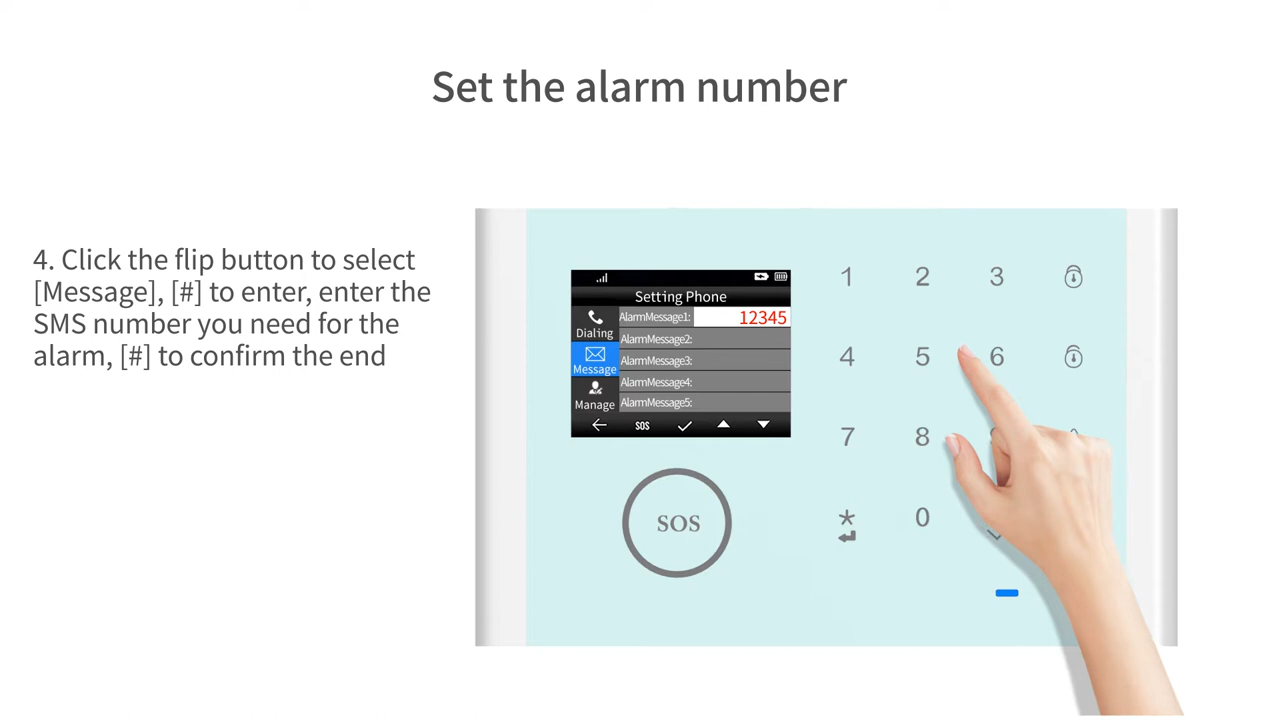 Set the alarm number
4. Click the flip button to select
[Message], [#] to enter, enter the
SMS number you need for the
alarm, [#] to confirm the end
Setting Phone
Dialing
Message
Manage
AlarmMessage1: 12345
AlarmMessage2:
AlarmMessage3:
AlarmMessage4:
AlarmMessage5:
SOS
SOS
1 2 3
4 5 6
7 8
* 0